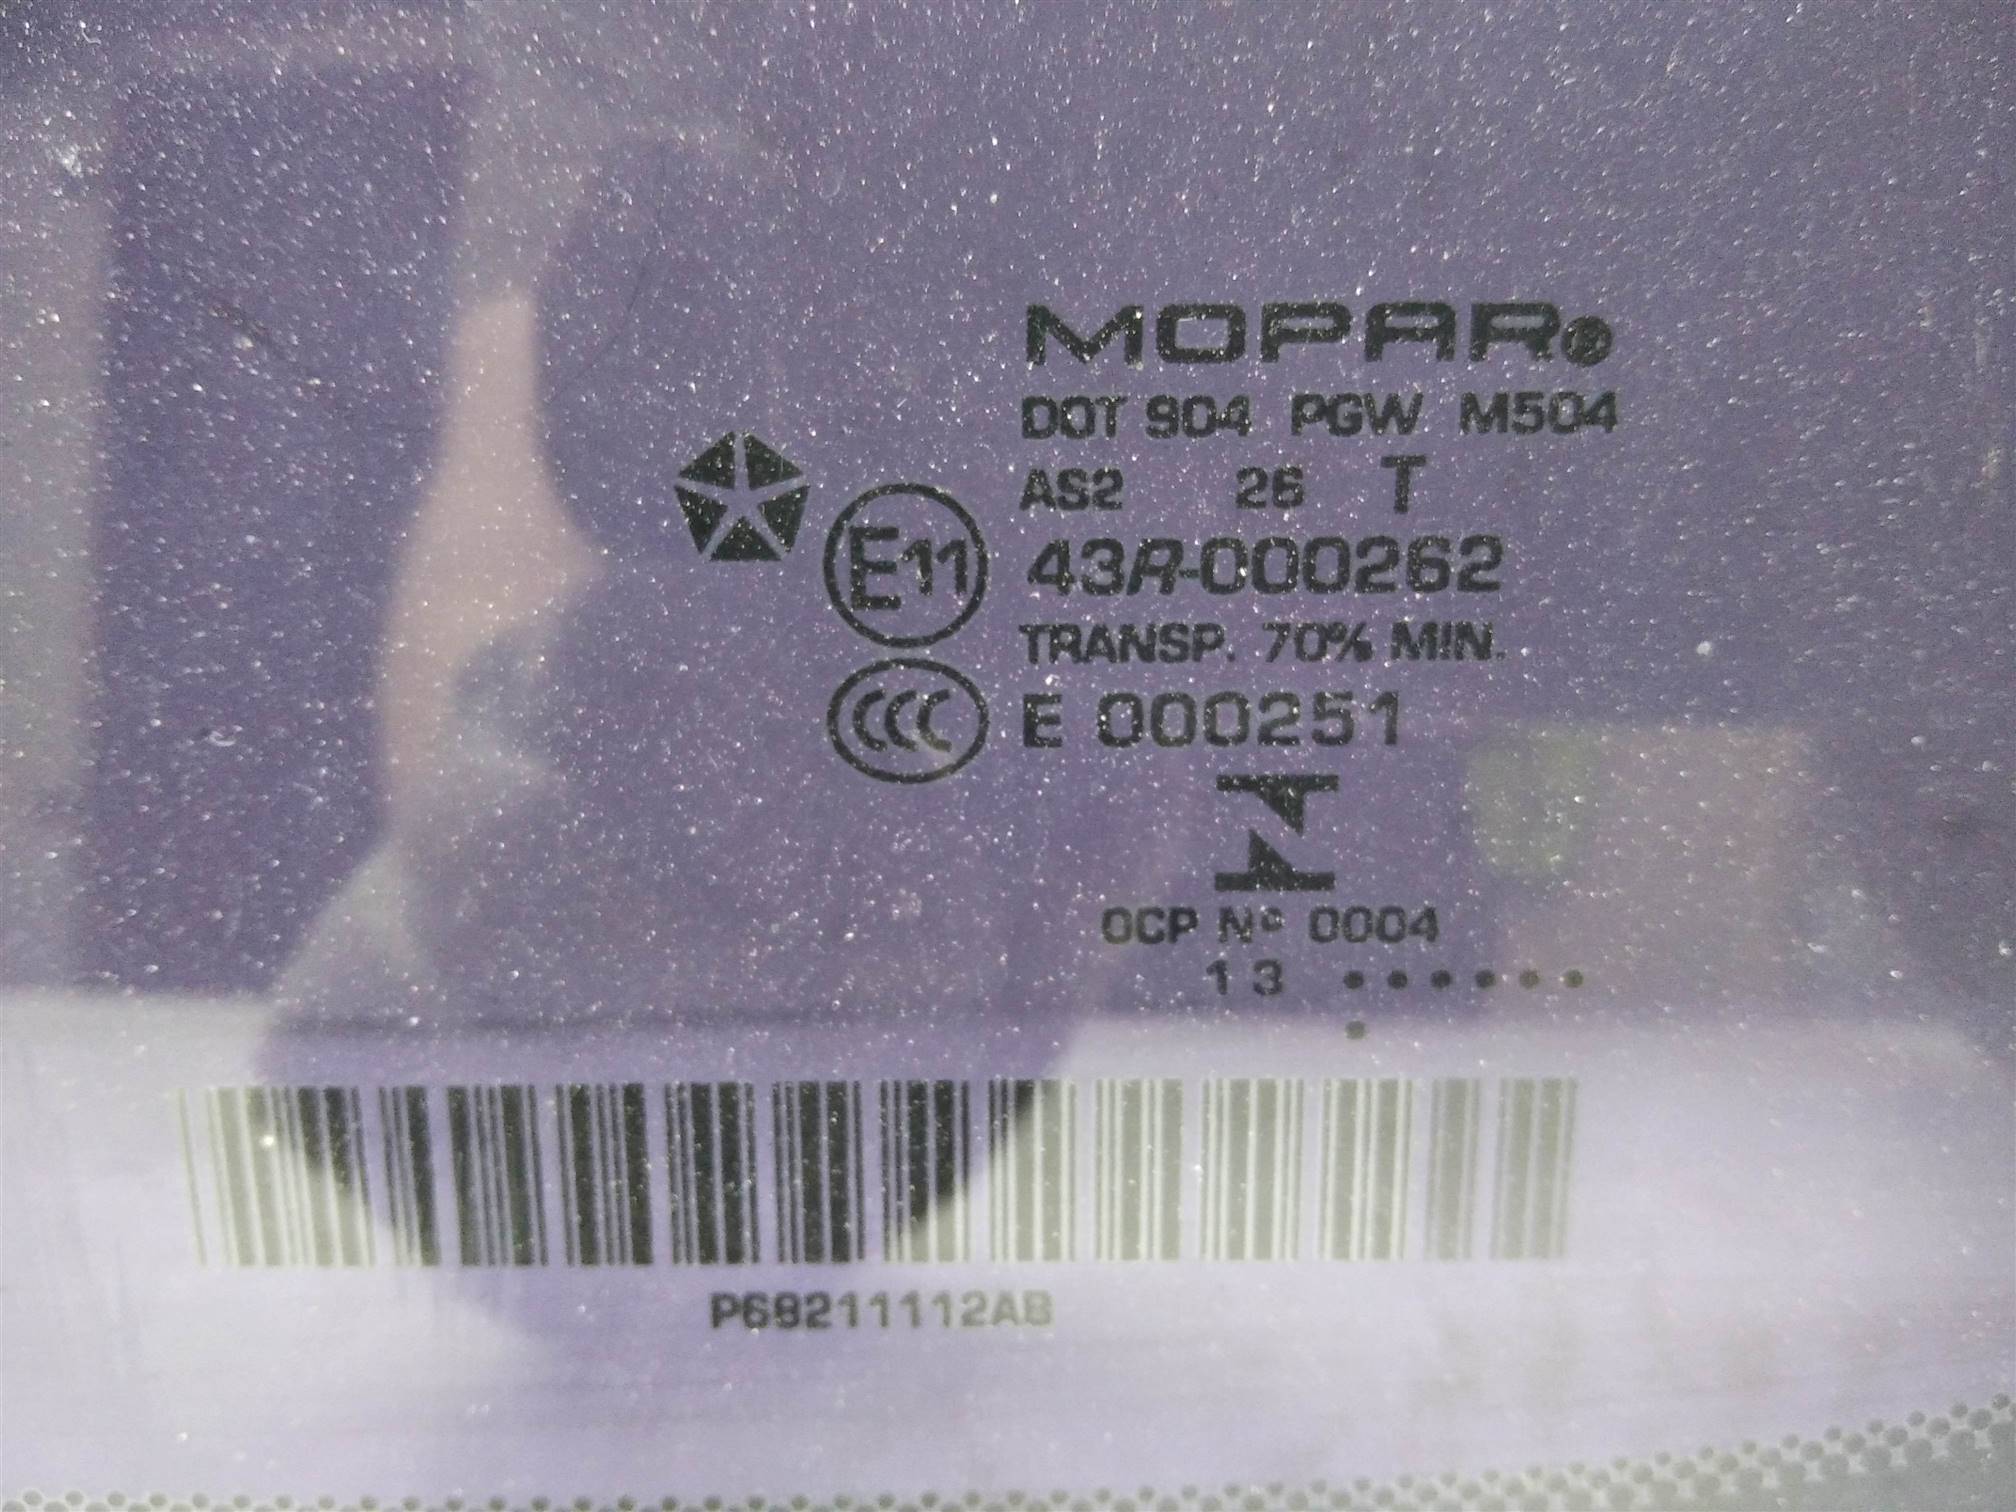 MOPAR®
DOT 904 PGW M504
AS2 26 T
E11 43R-000262
TRANSP. 70% MIN.
CCC E 000251
OCP Nº 0004
13 ······
·
P68211112AB